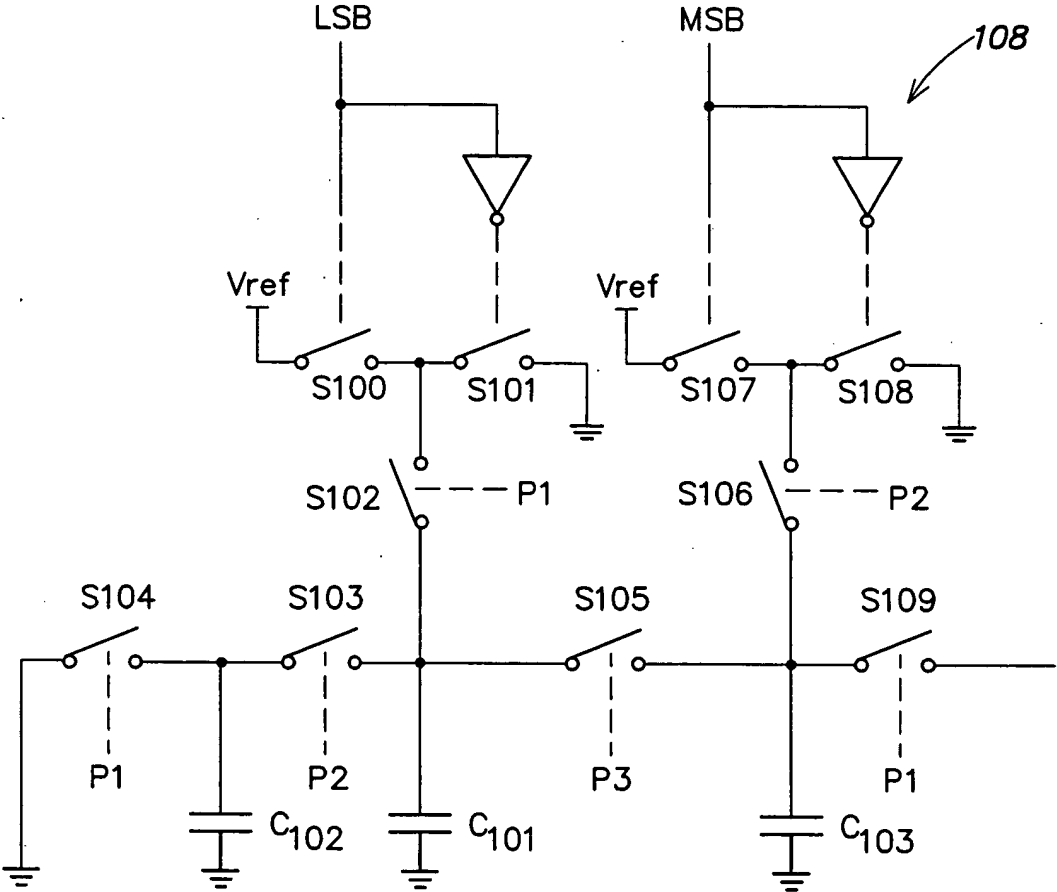 LSB
MSB
108
Vref
Vref
S100
S101
S107
S108
S102
P1
S106
P2
S104
S103
S105
S109
P1
P2
P3
P1
C102
C101
C103